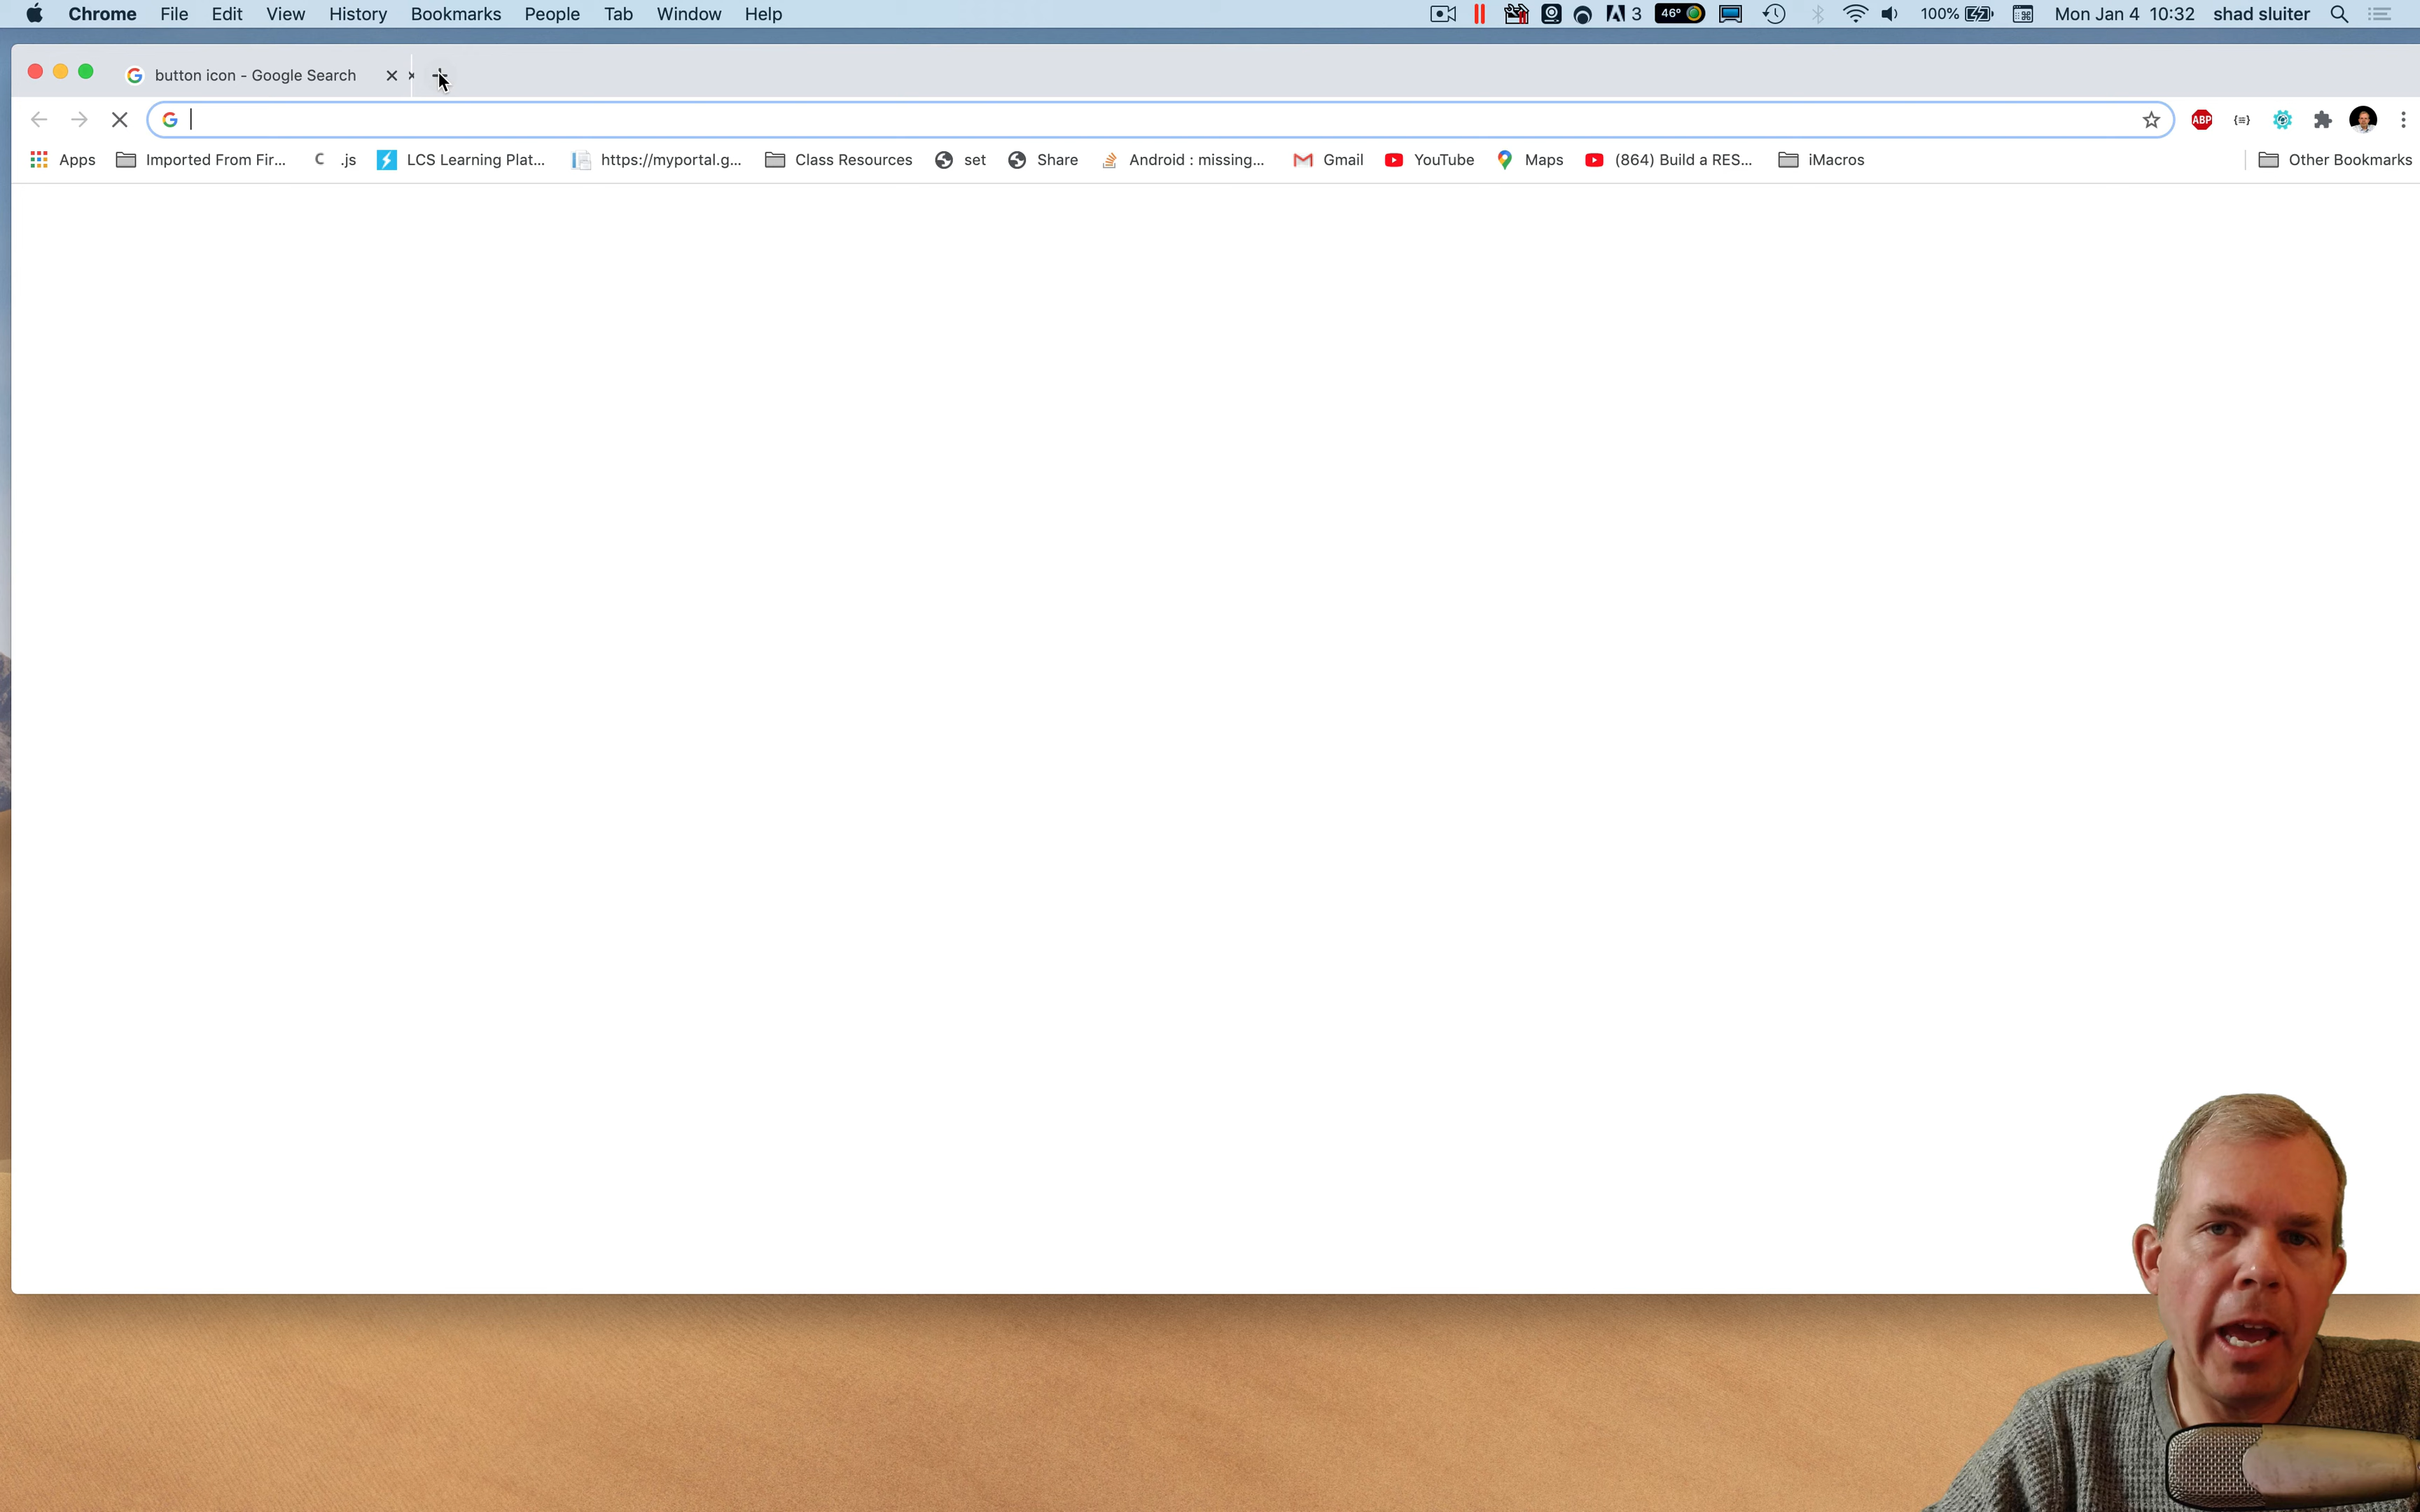 Chrome File Edit View History Bookmarks People Tab Window Help 3 46° 100% Mon Jan 4 10:32 shad sluiter
button icon - Google Search
Apps Imported From Fir... C .js LCS Learning Plat... https://myportal.g... Class Resources set Share Android : missing... Gmail YouTube Maps (864) Build a RES... iMacros Other Bookmarks
ABP